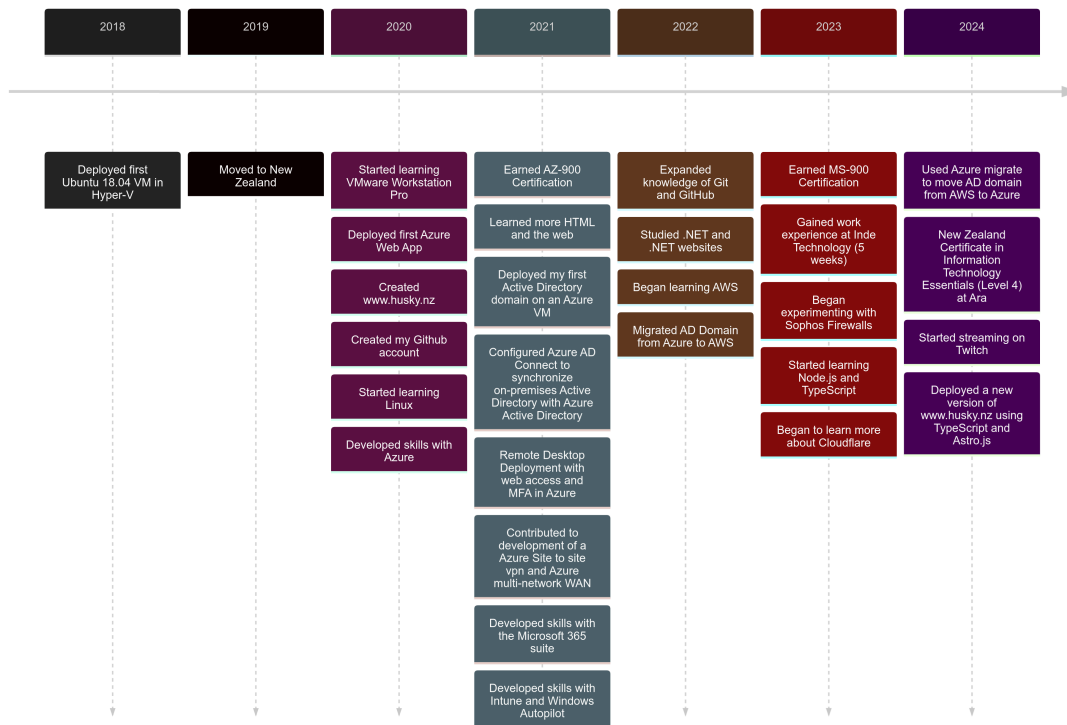 2018
2019
2020
2021
2022
2023
2024
Deployed first
Ubuntu 18.04 VM in
Hyper-V
Moved to New
Zealand
Started learning
VMware Workstation
Pro
Deployed first Azure
Web App
Created
www.husky.nz
Created my Github
account
Started learning
Linux
Developed skills with
Azure
Earned AZ-900
Certification
Learned more HTML
and the web
Deployed my first
Active Directory
domain on an Azure
VM
Configured Azure AD
Connect to
synchronize
on-premises Active
Directory with Azure
Active Directory
Remote Desktop
Deployment with
web access and
MFA in Azure
Contributed to
development of a
Azure Site to site
vpn and Azure
multi-network WAN
Developed skills with
the Microsoft 365
suite
Developed skills with
Intune and Windows
Autopilot
Expanded
knowledge of Git
and GitHub
Studied .NET and
.NET websites
Began learning AWS
Migrated AD Domain
from Azure to AWS
Earned MS-900
Certification
Gained work
experience at Inde
Technology (5
weeks)
Began
experimenting with
Sophos Firewalls
Started learning
Node.js and
TypeScript
Began to learn more
about Cloudflare
Used Azure migrate
to move AD domain
from AWS to Azure
New Zealand
Certificate in
Information
Technology
Essentials (Level 4)
at Ara
Started streaming on
Twitch
Deployed a new
version of
www.husky.nz using
TypeScript and
Astro.js